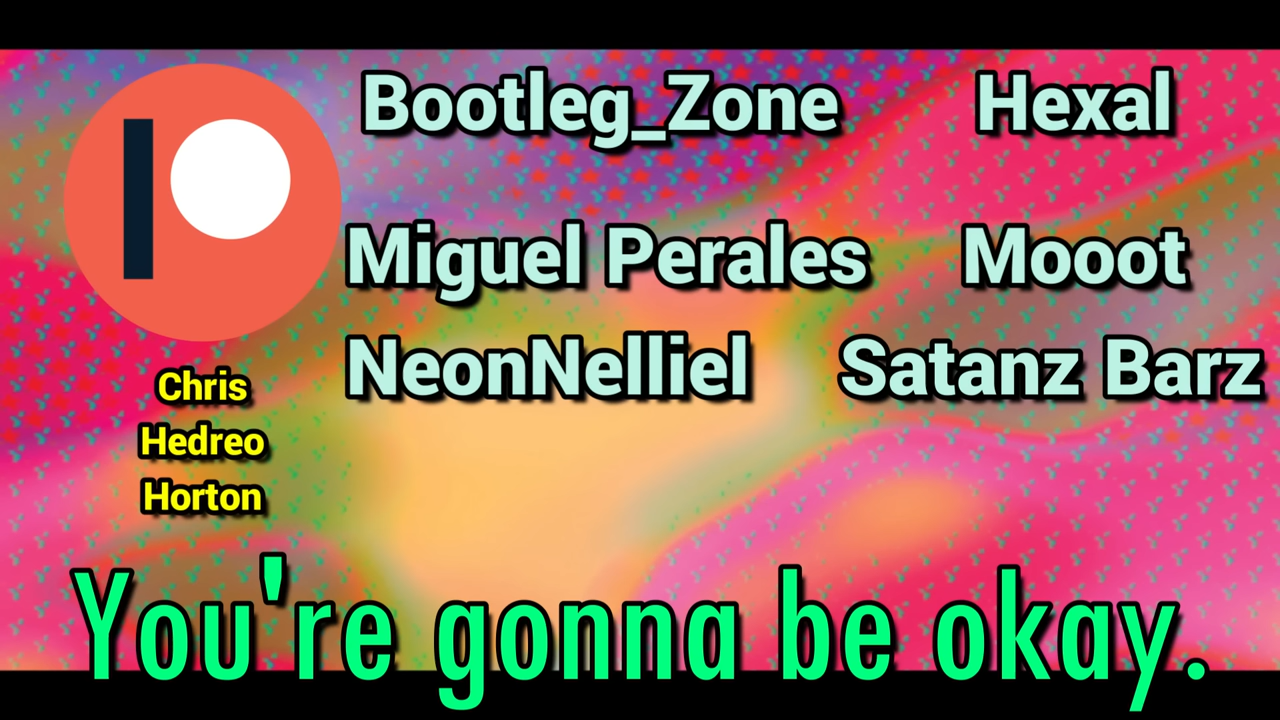 Bootleg_Zone Hexal
Miguel Perales Mooot
NeonNelliel Satanz Barz
Chris
Hedreo
Horton
You're gonna be okay.